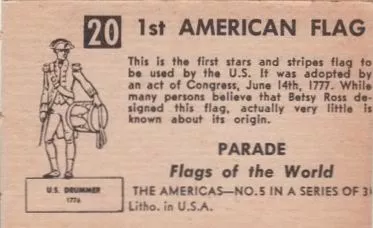 20 1st AMERICAN FLAG
This is the first stars and stripes flag to
be used by the U.S. It was adopted by
an act of Congress, June 14th, 1777. While
many persons believe that Betsy Ross de-
signed this flag, actually very little is
known about its origin.
PARADE
Flags of the World
THE AMERICAS—NO. 5 IN A SERIES OF 3
Litho. in U.S.A.
U.S. DRUMMER
1776